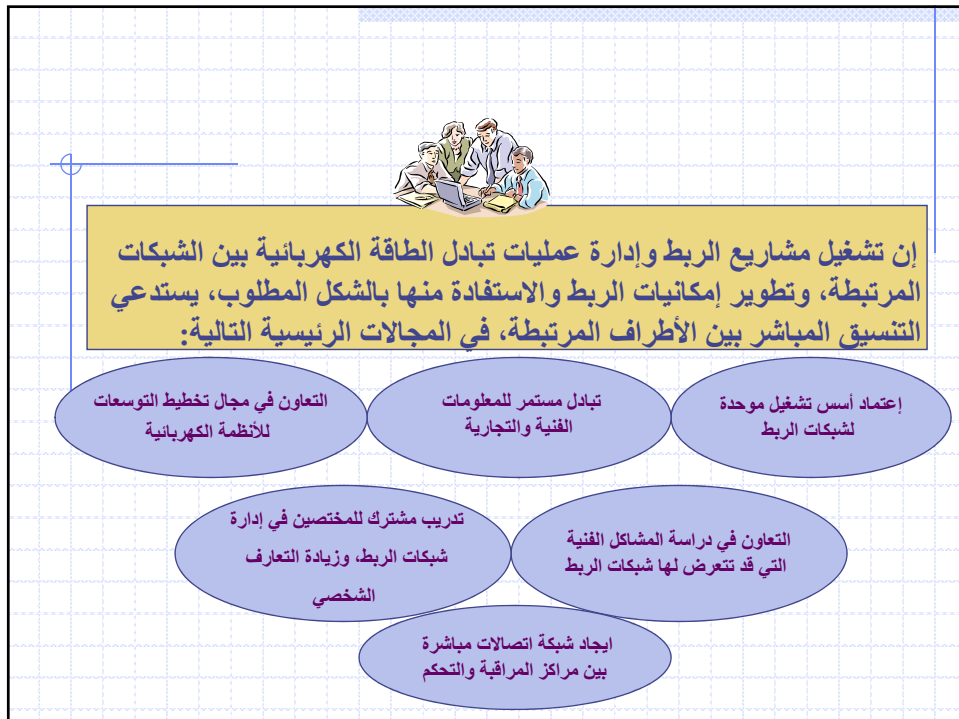 إن تشغيل مشاريع الربط وإدارة عمليات تبادل الطاقة الكهربائية بين الشبكات
المرتبطة، وتطوير إمكانيات الربط والاستفادة منها بالشكل المطلوب، يستدعي
التنسيق المباشر بين الأطراف المرتبطة، في المجالات الرئيسية التالية:
إعتماد أسس تشغيل موحدة
لشبكات الربط
تبادل مستمر للمعلومات
الفنية والتجارية
التعاون في مجال تخطيط التوسعات
للأنظمة الكهربائية
التعاون في دراسة المشاكل الفنية
التي قد تتعرض لها شبكات الربط
تدريب مشترك للمختصين في إدارة
شبكات الربط، وزيادة التعارف
الشخصي
ايجاد شبكة اتصالات مباشرة
بين مراكز المراقبة والتحكم